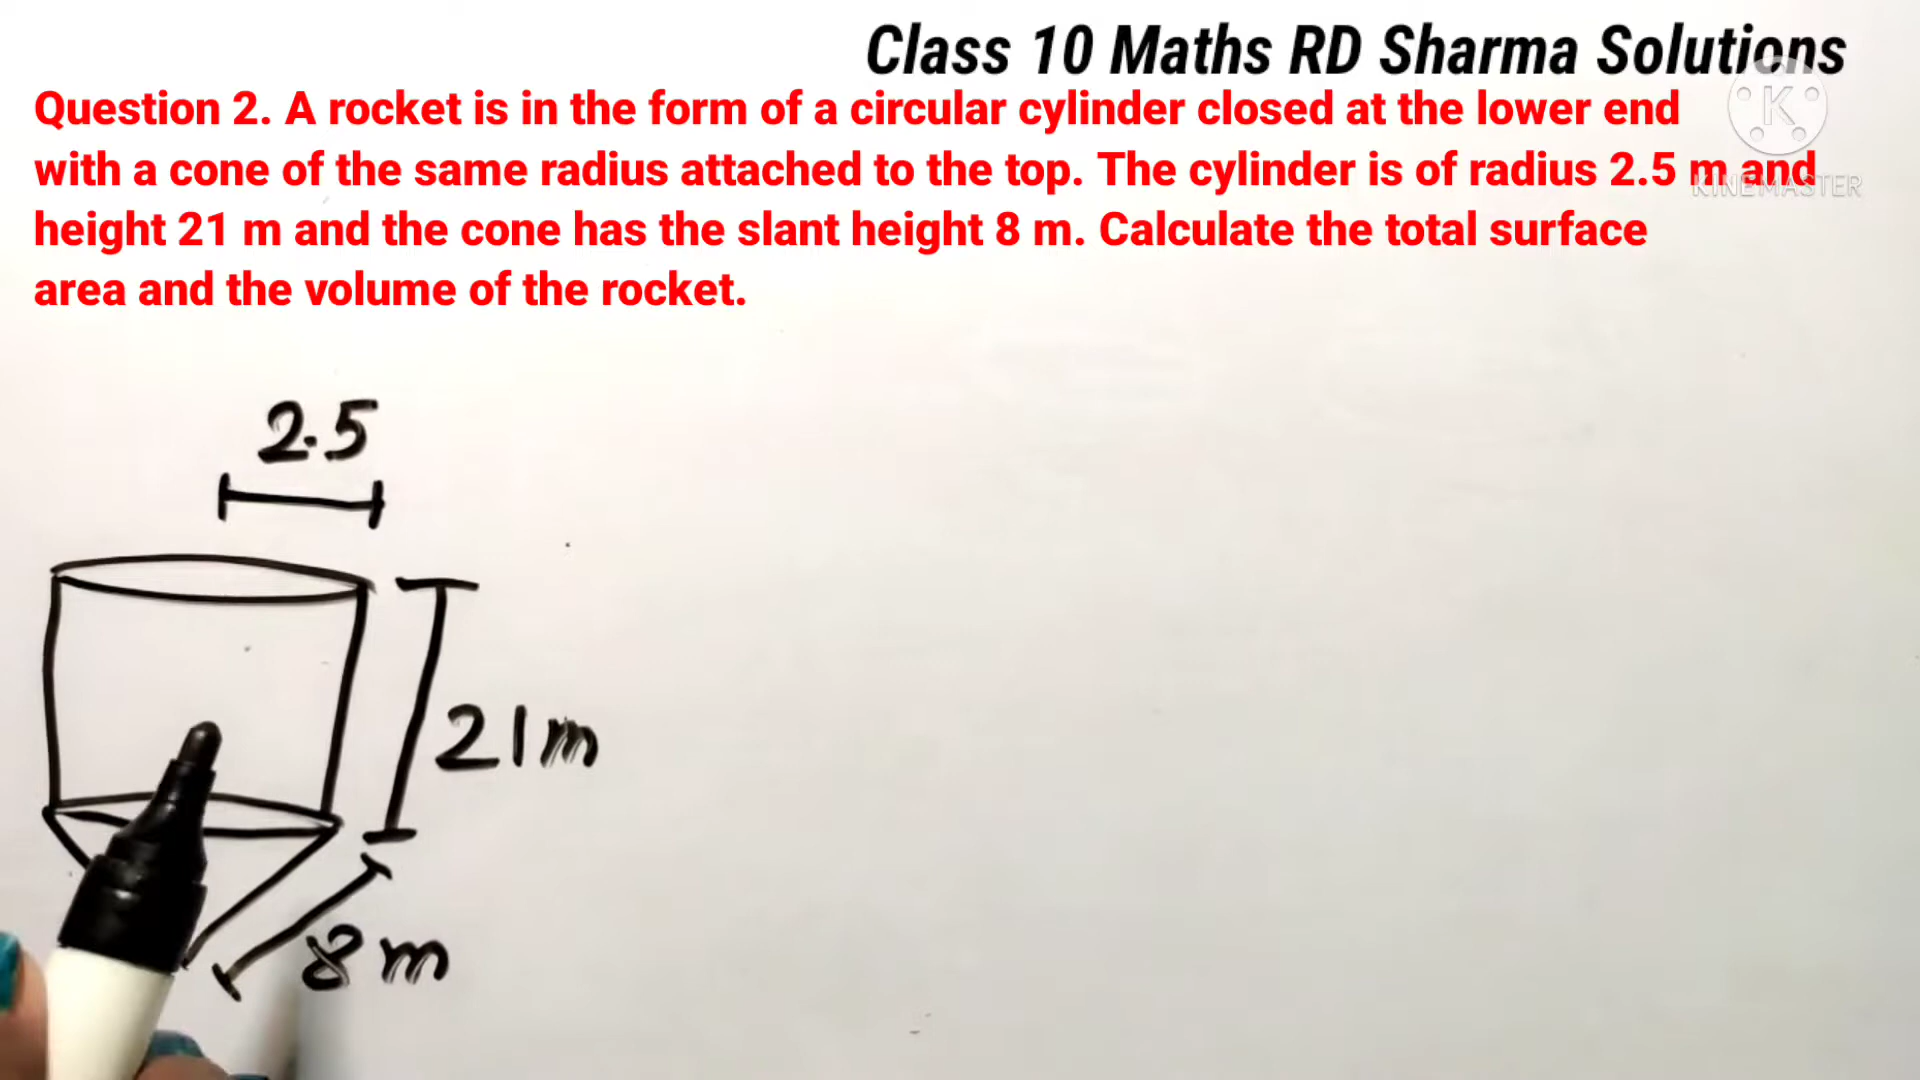 Class 10 Maths RD Sharma Solutions
Question 2. A rocket is in the form of a circular cylinder closed at the lower end
with a cone of the same radius attached to the top. The cylinder is of radius 2.5 m and
height 21 m and the cone has the slant height 8 m. Calculate the total surface
area and the volume of the rocket.
K
KINEMASTER
2.5
21m
8m